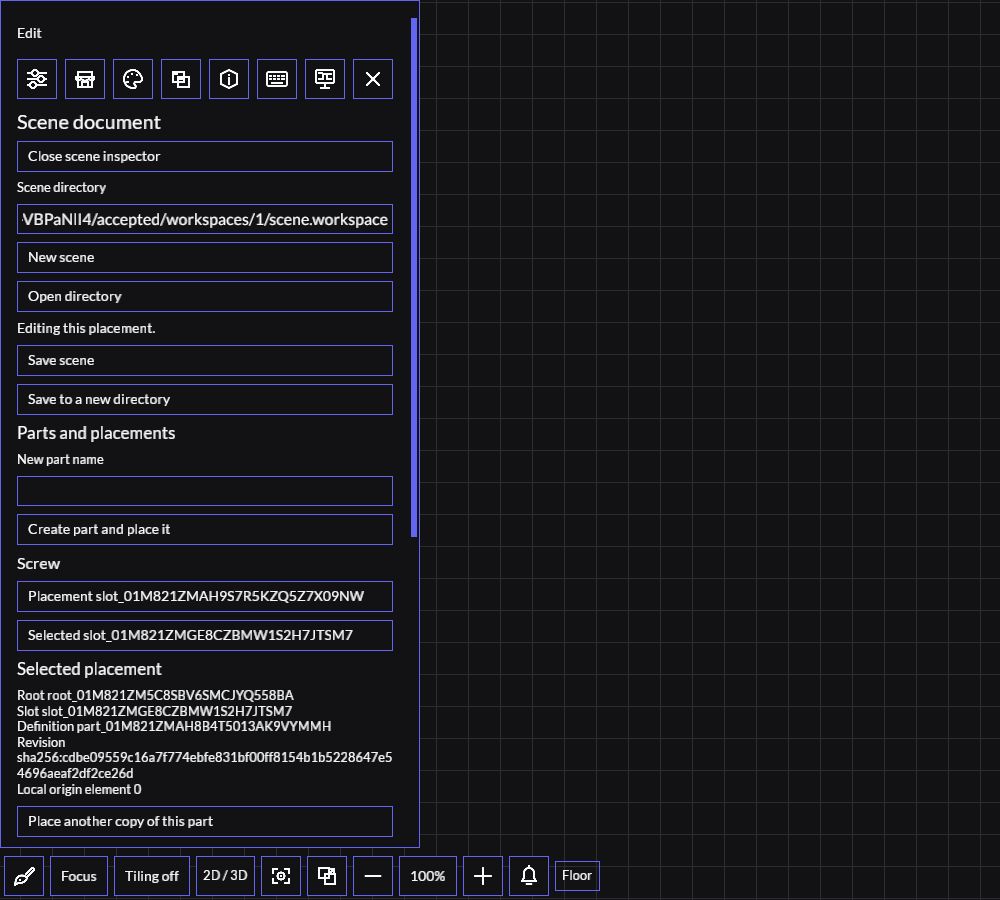 Edit
Scene document
Close scene inspector
Scene directory
VBPaNII4/accepted/workspaces/1/scene.workspace
New scene
Open directory
Editing this placement.
Save scene
Save to a new directory
Parts and placements
New part name
Create part and place it
Screw
Placement slot_01M821ZMAH9S7R5KZQ5Z7X09NW
Selected slot_01M821ZMGE8CZBMW1S2H7JTSM7
Selected placement
Root root_01M821ZM5C8SBV6SMCJYQ558BA
Slot slot_01M821ZMGE8CZBMW1S2H7JTSM7
Definition part_01M821ZMAH8B4T5013AK9VYMMH
Revision
sha256:cdbe09559c16a7f774ebfe831bf00ff8154b1b5228647e5
4696aeaf2df2ce26d
Local origin element 0
Place another copy of this part
Focus
Tiling off
2D / 3D
100%
Floor